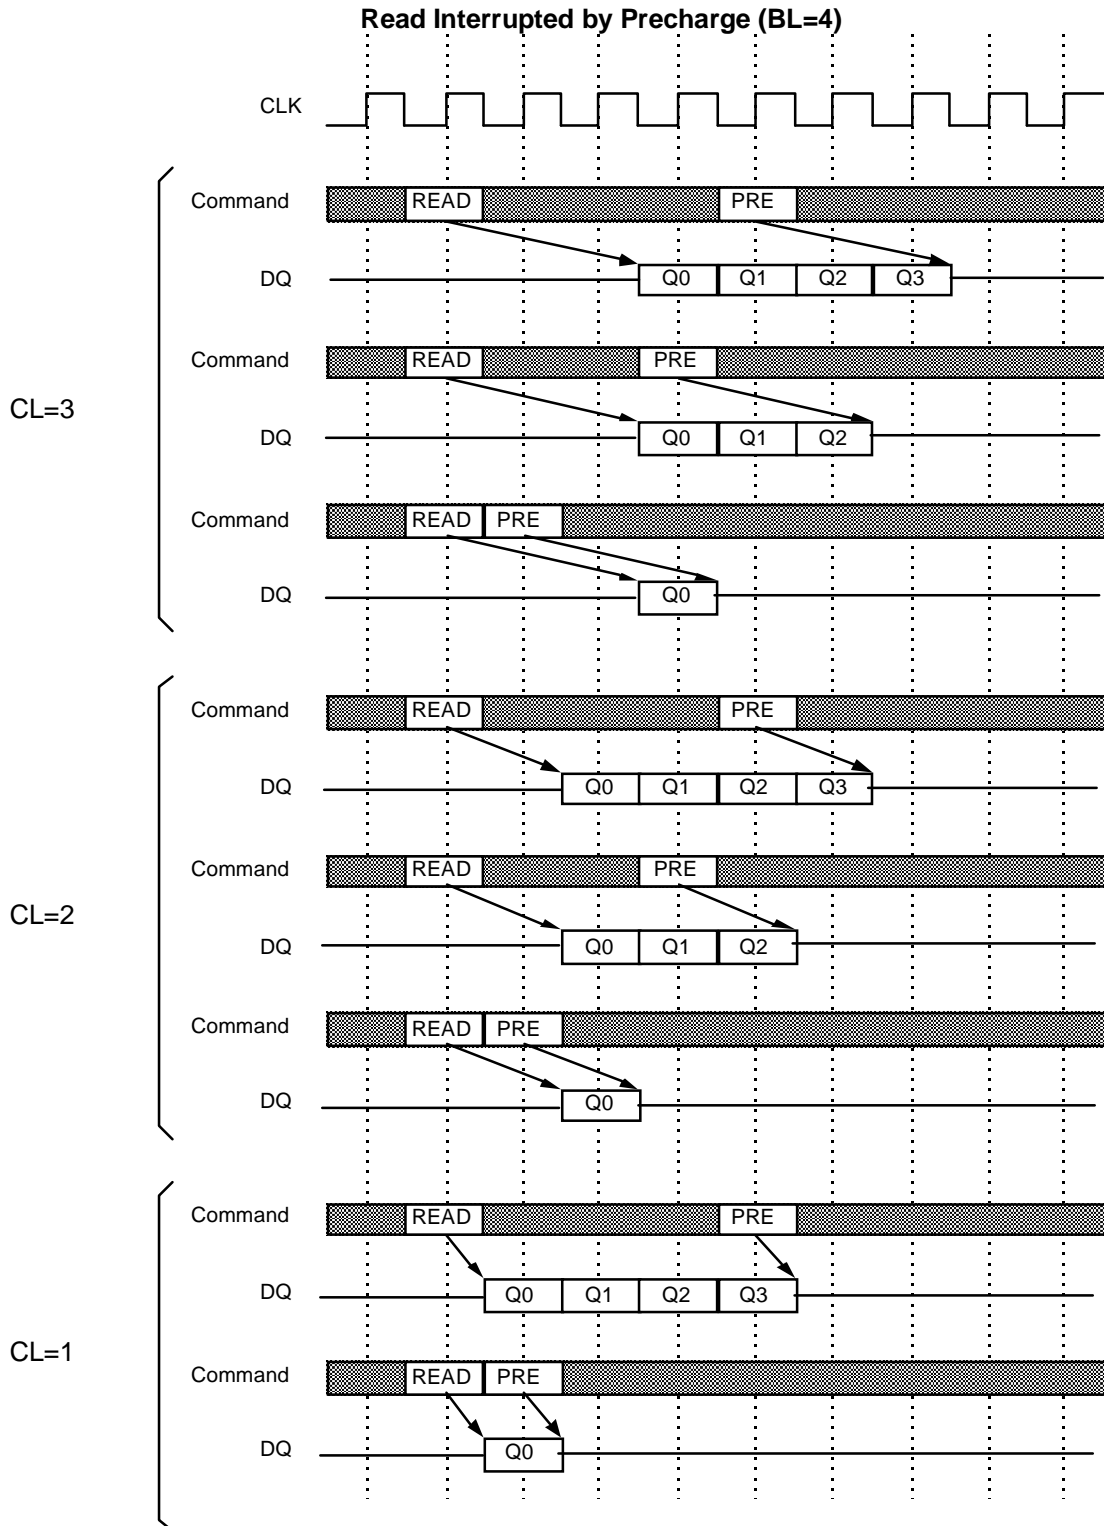 Read Interrupted by Precharge (BL=4)
CLK
Command READ PRE
DQ Q0 Q1 Q2 Q3
Command READ PRE
CL=3
DQ Q0 Q1 Q2
Command READ PRE
DQ Q0
Command READ PRE
DQ Q0 Q1 Q2 Q3
Command READ PRE
CL=2
DQ Q0 Q1 Q2
Command READ PRE
DQ Q0
Command READ PRE
DQ Q0 Q1 Q2 Q3
CL=1
Command READ PRE
DQ Q0